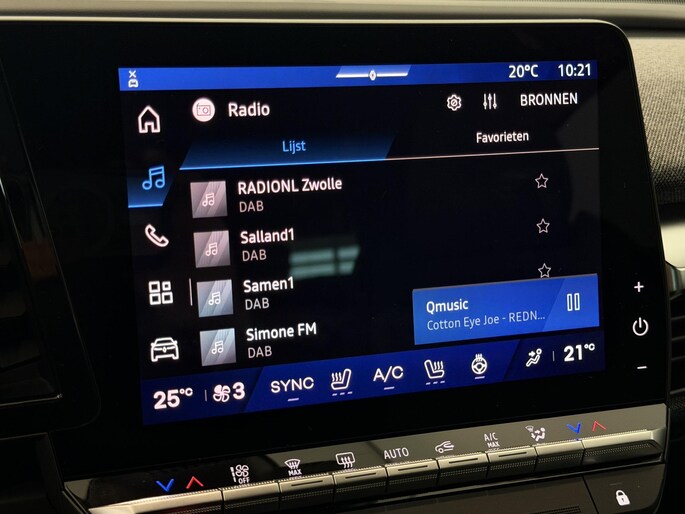 20°C 10:21
Radio BRONNEN
Lijst Favorieten
RADIONL Zwolle
DAB
Salland1
DAB
Samen1
DAB
Simone FM
DAB
Qmusic
Cotton Eye Joe - REDN...
25°C 3 SYNC A/C 21°C
OFF MAX AUTO A/C MAX